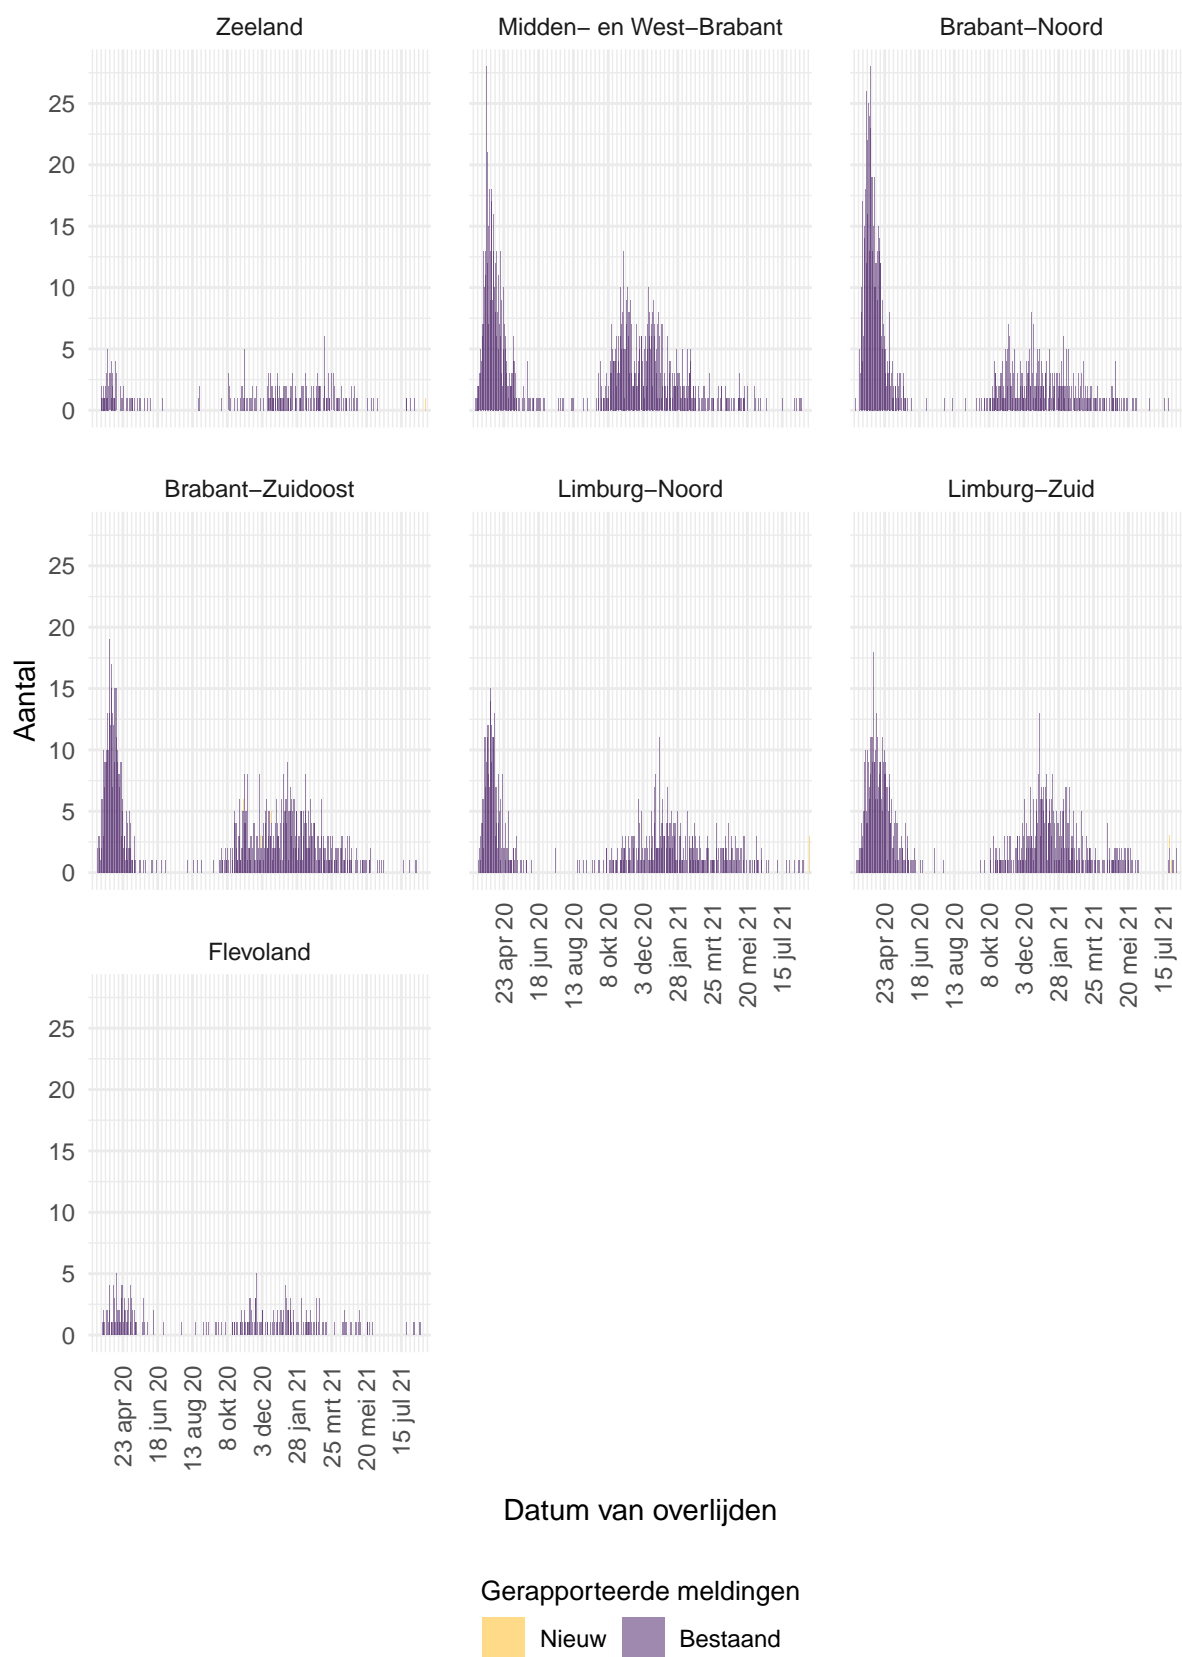 Zeeland
Midden– en West–Brabant
Brabant–Noord
25
20
15
10
5
0
Brabant–Zuidoost
Limburg–Noord
Limburg–Zuid
Aantal
25
20
15
10
5
0
23 apr 20
18 jun 20
13 aug 20
8 okt 20
3 dec 20
28 jan 21
25 mrt 21
20 mei 21
15 jul 21
23 apr 20
18 jun 20
13 aug 20
8 okt 20
3 dec 20
28 jan 21
25 mrt 21
20 mei 21
15 jul 21
Flevoland
25
20
15
10
5
0
23 apr 20
18 jun 20
13 aug 20
8 okt 20
3 dec 20
28 jan 21
25 mrt 21
20 mei 21
15 jul 21
Datum van overlijden
Gerapporteerde meldingen
Nieuw
Bestaand